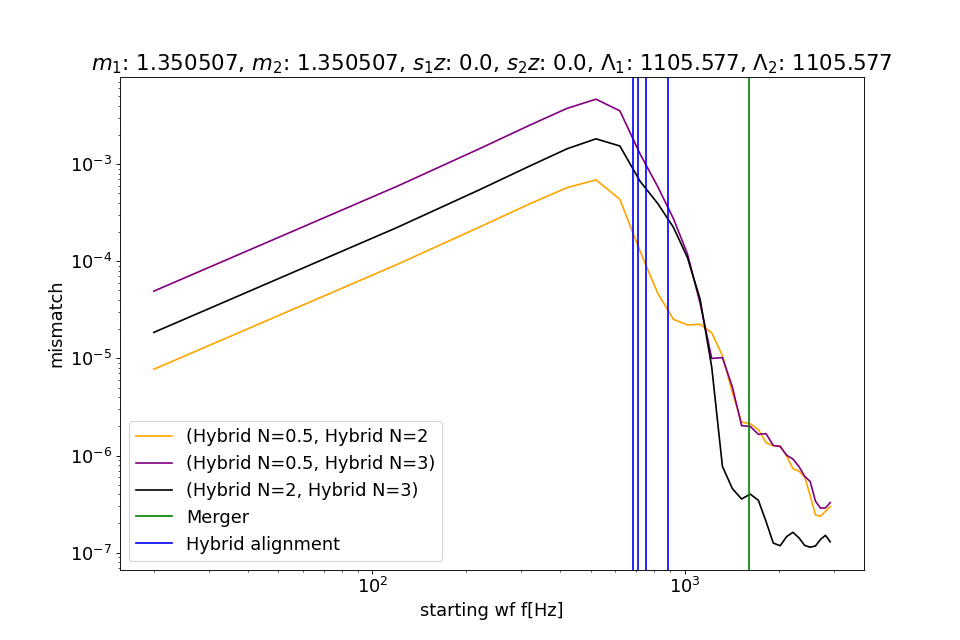 m₁: 1.350507, m₂: 1.350507, s₁z: 0.0, s₂z: 0.0, Λ₁: 1105.577, Λ₂: 1105.577
10⁻³
10⁻⁴
10⁻⁵
10⁻⁶
10⁻⁷
mismatch
(Hybrid N=0.5, Hybrid N=2
(Hybrid N=0.5, Hybrid N=3)
(Hybrid N=2, Hybrid N=3)
Merger
Hybrid alignment
10² 10³
starting wf f[Hz]